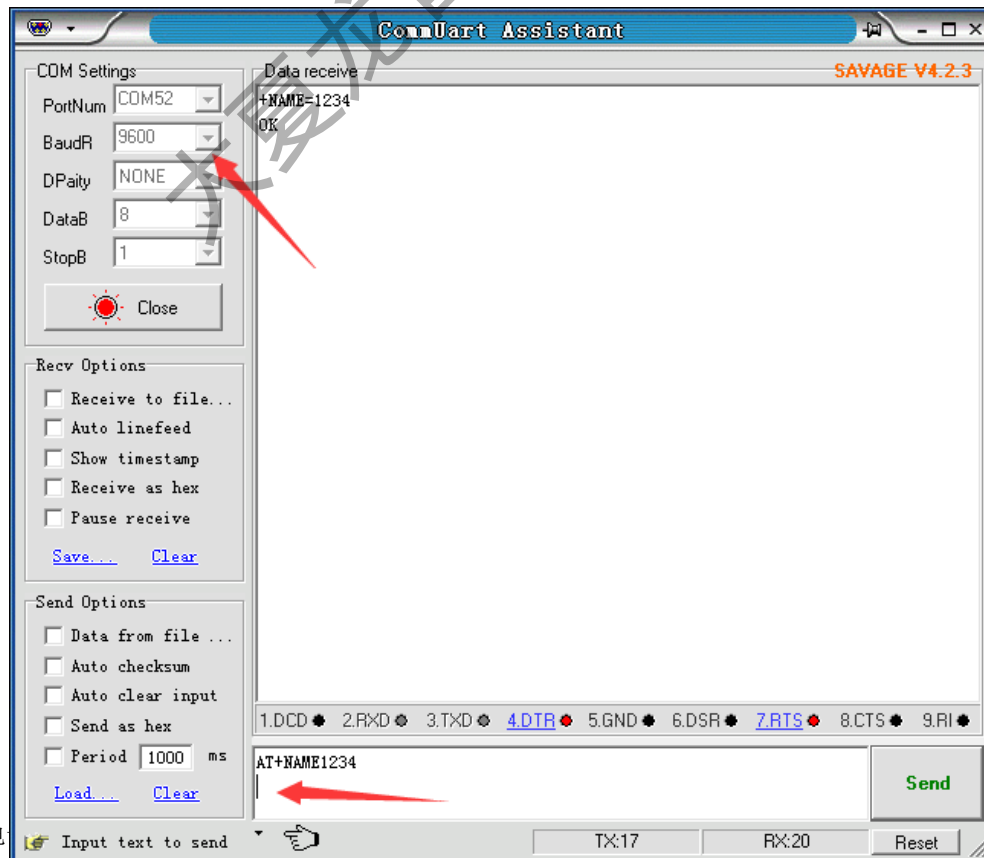 CommUart Assistant
COM Settings
PortNum COM52
BaudR 9600
DPaity NONE
DataB 8
StopB 1
Close
Recv Options
Receive to file...
Auto linefeed
Show timestamp
Receive as hex
Pause receive
Save... Clear
Send Options
Data from file ...
Auto checksum
Auto clear input
Send as hex
Period 1000 ms
Load... Clear
Data receive SAVAGE V4.2.3
+NAME=1234
OK
1.DCD 2.RXD 3.TXD 4.DTR 5.GND 6.DSR 7.RTS 8.CTS 9.RI
AT+NAME1234
Send
Input text to send TX:17 RX:20 Reset
大夏龙